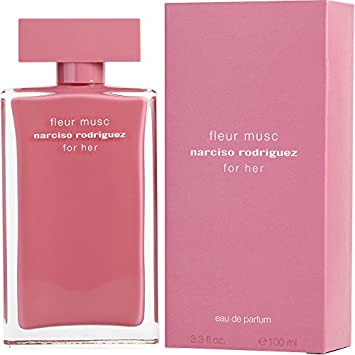 fleur musc
narciso rodriguez
for her
fleur musc
narciso rodriguez
for her
eau de parfum
3.3 fl.oz. ℮ 100 ml